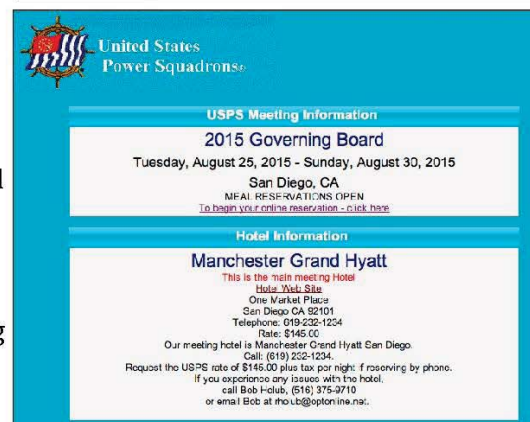 United States
Power Squadrons®
USPS Meeting Information
2015 Governing Board
Tuesday, August 25, 2015 - Sunday, August 30, 2015
San Diego, CA
MEAL RESERVATIONS OPEN
To begin your online reservation - click here
Hotel Information
Manchester Grand Hyatt
This is the main meeting Hotel
Hotel Web Site
One Market Place
San Diego CA 92101
Telephone: 619-232-1234
Rate: $145.00
Our meeting hotel is Manchester Grand Hyatt San Diego.
Call: (619) 232-1234.
Request the USPS rate of $145.00 plus tax per night if reserving by phone.
If you experience any issues with the hotel,
call Bob Holub, (516) 375-9710
or email Bob at rholub@optonline.net.